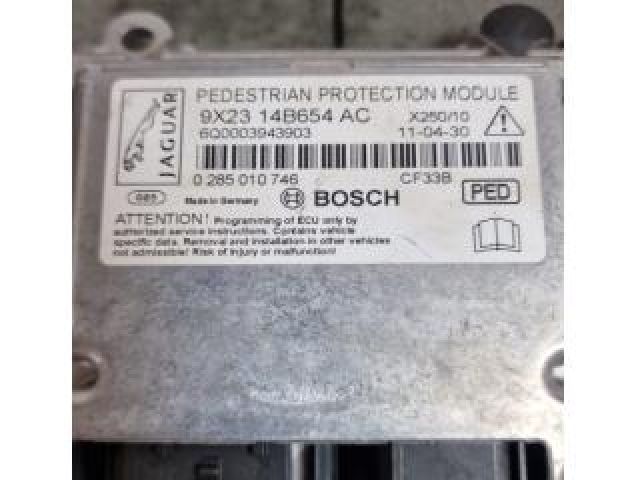 JAGUAR
PEDESTRIAN PROTECTION MODULE
9X23 14B654 AC X250/10
6G0003943903 11-04-30
0 285 010 746 CF33B
Made in Germany BOSCH PED
ATTENTION! Programming of ECU only by
authorized service instructions. Contains vehicle
specific data. Removal and installation in other vehicles
not admissible! Risk of injury or malfunction!